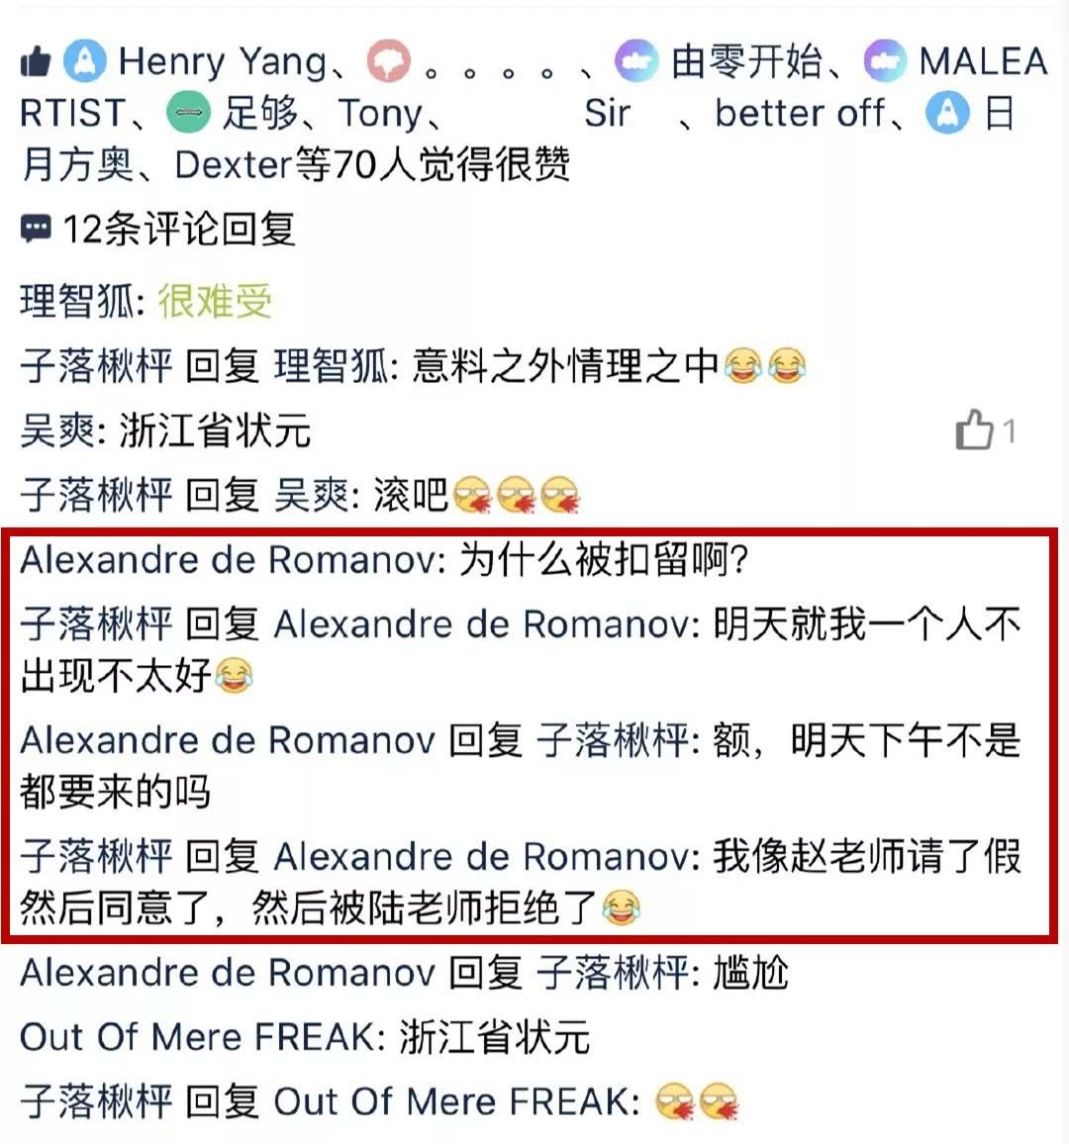 Henry Yang、 。。。。、 由零开始、 MALEA
RTIST、 足够、Tony、 Sir 、better off、 日
月方奥、Dexter等70人觉得很赞
12条评论回复
理智狐: 很难受
子落楸枰 回复 理智狐: 意料之外情理之中😂😂
吴爽: 浙江省状元
1
子落楸枰 回复 吴爽: 滚吧
Alexandre de Romanov: 为什么被扣留啊?
子落楸枰 回复 Alexandre de Romanov: 明天就我一个人不
出现不太好😂
Alexandre de Romanov 回复 子落楸枰: 额，明天下午不是
都要来的吗
子落楸枰 回复 Alexandre de Romanov: 我像赵老师请了假
然后同意了，然后被陆老师拒绝了😂
Alexandre de Romanov 回复 子落楸枰: 尴尬
Out Of Mere FREAK: 浙江省状元
子落楸枰 回复 Out Of Mere FREAK: